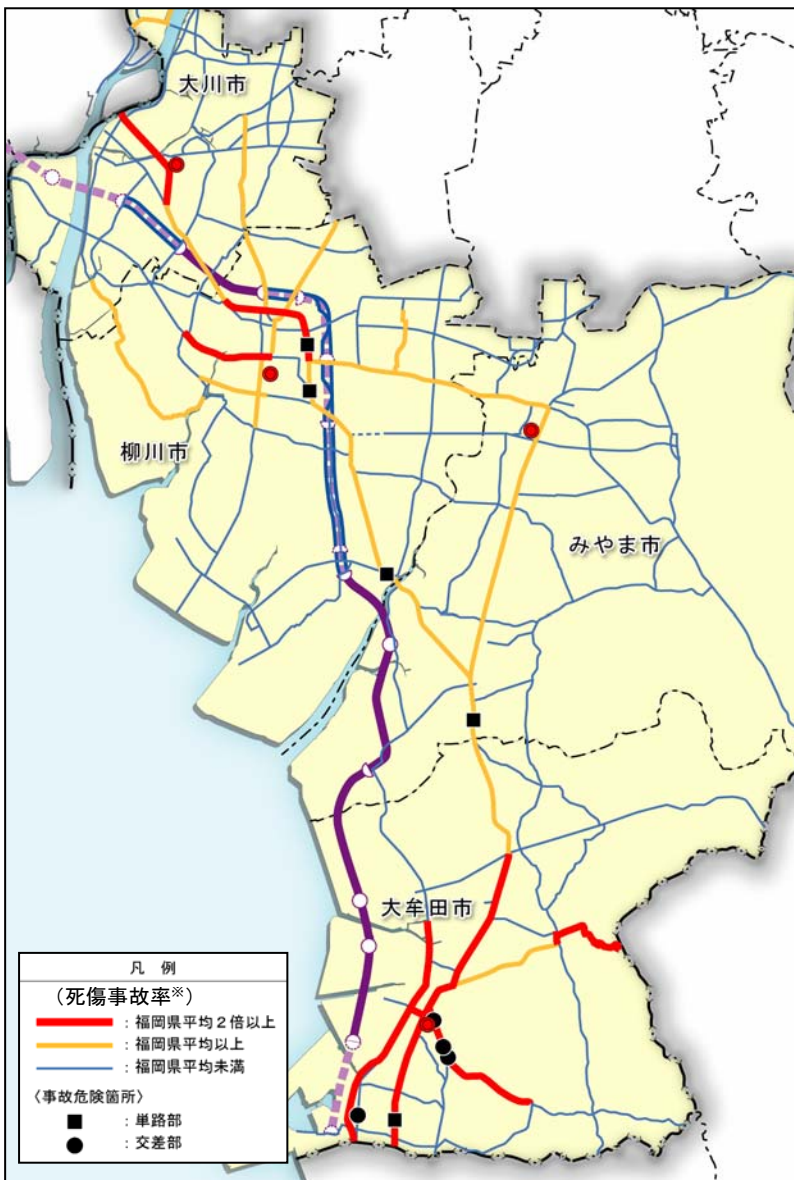 大川市
柳川市
みやま市
大牟田市
凡 例
(死傷事故率※)
：福岡県平均２倍以上
：福岡県平均以上
：福岡県平均未満
〈事故危険箇所〉
：単路部
：交差部